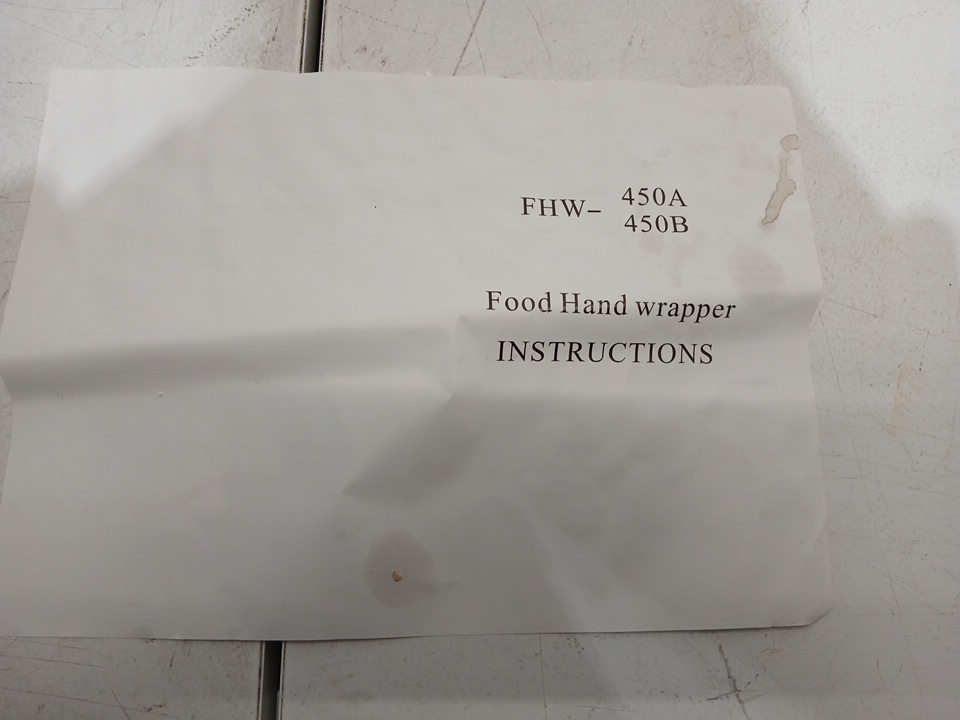 FHW- 450A
450B
Food Hand wrapper
INSTRUCTIONS